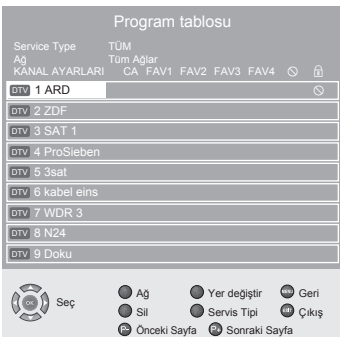 Program tablosu
Service Type TÜM
Ağ Tüm Ağlar
KANAL AYARLARI CA FAV1 FAV2 FAV3 FAV4
DTV 1 ARD
DTV 2 ZDF
DTV 3 SAT 1
DTV 4 ProSieben
DTV 5 3sat
DTV 6 kabel eins
DTV 7 WDR 3
DTV 8 N24
DTV 9 Doku
OK Seç
Ağ Yer değiştir MENU Geri
Sil Servis Tipi EXIT Çıkış
P- Önceki Sayfa P+ Sonraki Sayfa